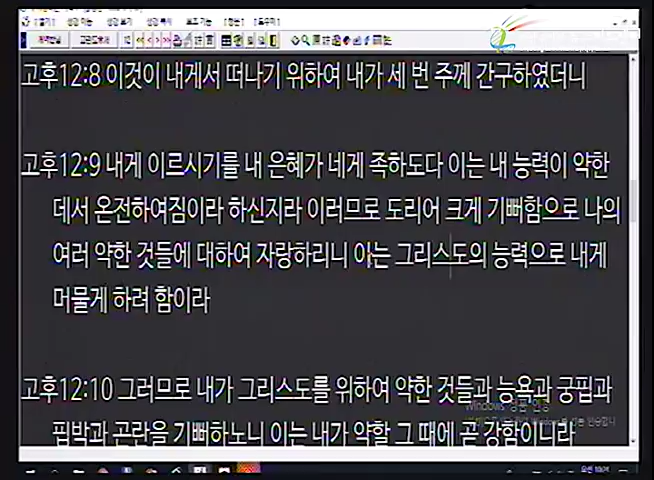 고후12:8 이것이 내게서 떠나기 위하여 내가 세 번 주께 간구하였더니
고후12:9 내게 이르시기를 내 은혜가 네게 족하도다 이는 내 능력이 약한
데서 온전하여짐이라 하신지라 이러므로 도리어 크게 기뻐함으로 나의
여러 약한 것들에 대하여 자랑하리니 이는 그리스도의 능력으로 내게
머물게 하려 함이라
고후12:10 그러므로 내가 그리스도를 위하여 약한 것들과 능욕과 궁핍과
핍박과 곤란을 기뻐하노니 이는 내가 약할 그 때에 곧 강함이니라
Windows 정품 인증